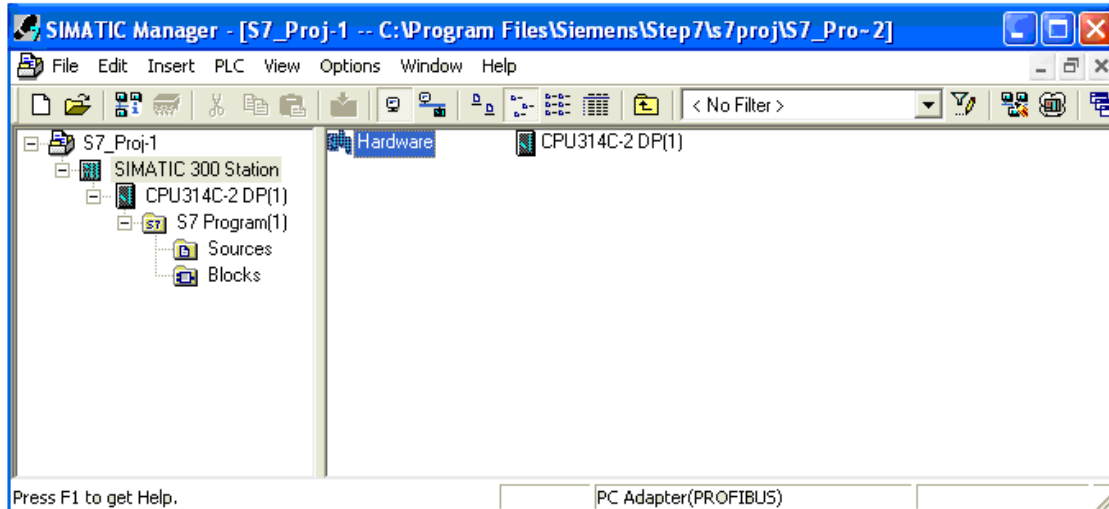 SIMATIC Manager - [S7_Proj-1 -- C:\Program Files\Siemens\Step7\s7proj\S7_Pro~2]
File Edit Insert PLC View Options Window Help
< No Filter >
S7_Proj-1
SIMATIC 300 Station
CPU314C-2 DP(1)
S7 Program(1)
Sources
Blocks
Hardware CPU314C-2 DP(1)
Press F1 to get Help. PC Adapter(PROFIBUS)